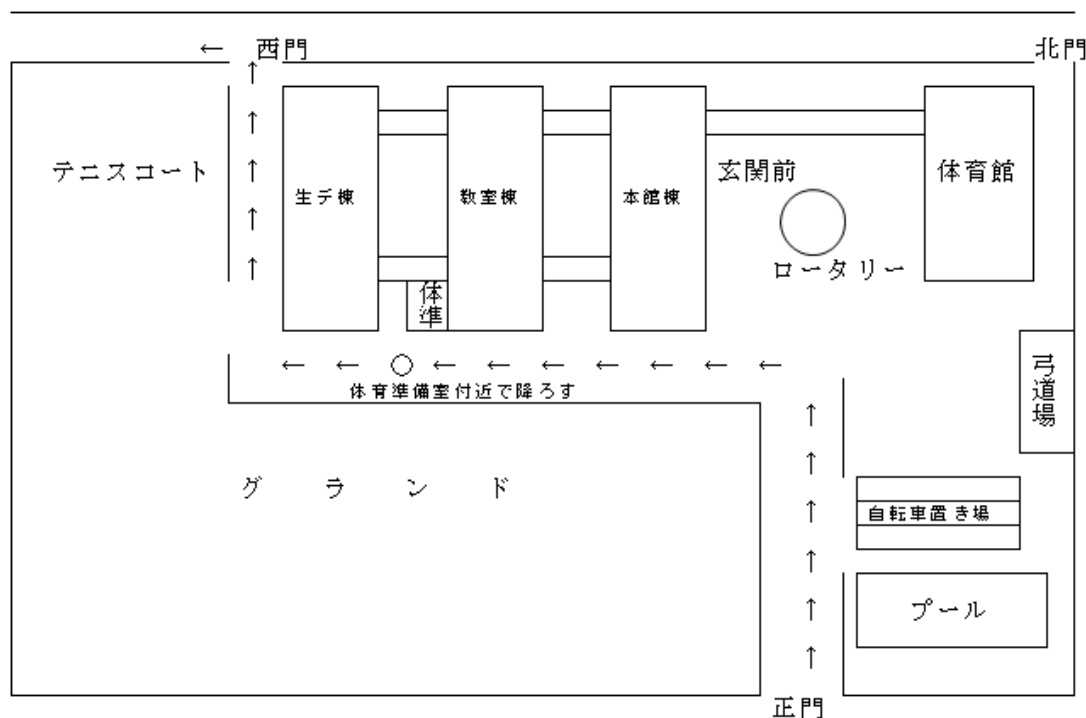 ← 西門
北門
テニスコート
生デ棟
教室棟
本館棟
玄関前
体育館
ロータリー
体準
← ← ○ ← ← ← ← ← ← ←
体育準備室付近で降ろす
弓道場
グランド
自転車置き場
プール
正門